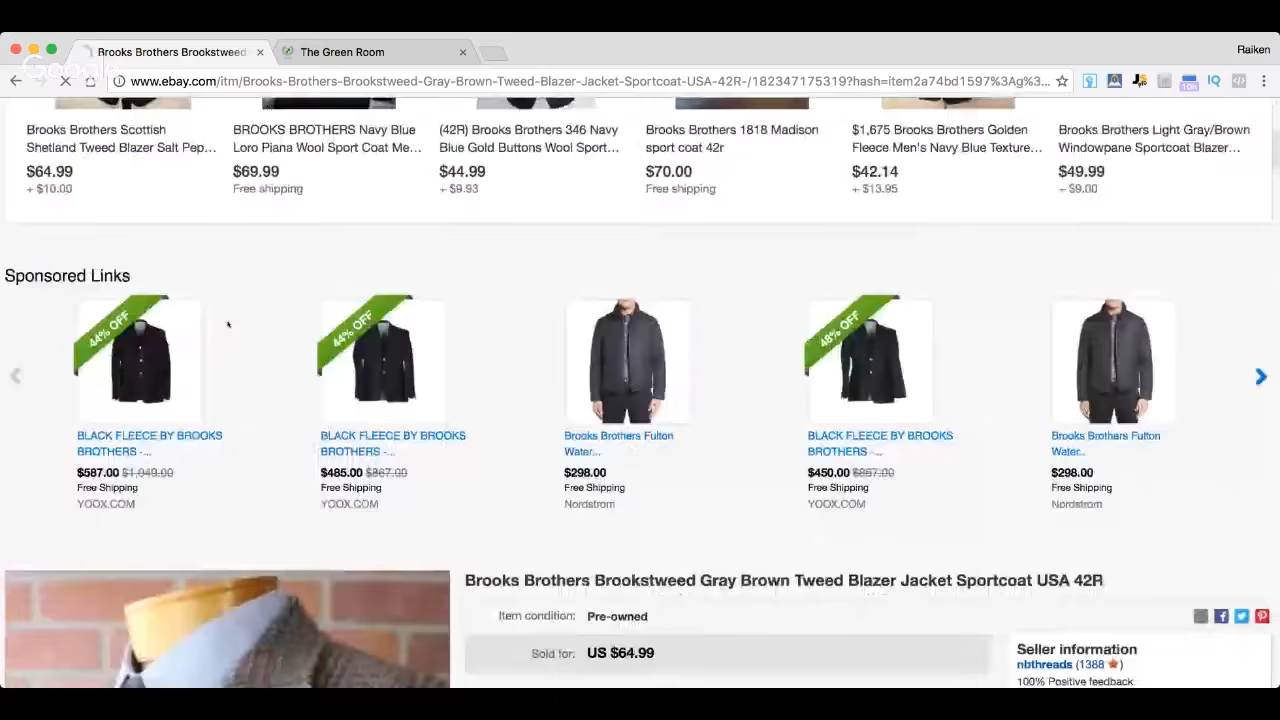 Brooks Brothers Brookstweed
The Green Room
Raiken
Google
www.ebay.com/itm/Brooks-Brothers-Brookstweed-Gray-Brown-Tweed-Blazer-Jacket-Sportcoat-USA-42R-/182347175319?hash=item2a74bd1597%3Ag%3...
10h
Brooks Brothers Scottish
Shetland Tweed Blazer Salt Pep...
$64.99
+ $10.00
BROOKS BROTHERS Navy Blue
Loro Piana Wool Sport Coat Me...
$69.99
Free shipping
(42R) Brooks Brothers 346 Navy
Blue Gold Buttons Wool Sport...
$44.99
+ $9.93
Brooks Brothers 1818 Madison
sport coat 42r
$70.00
Free shipping
$1,675 Brooks Brothers Golden
Fleece Men's Navy Blue Texture...
$42.14
+ $13.95
Brooks Brothers Light Gray/Brown
Windowpane Sportcoat Blazer...
$49.99
+ $9.00
Sponsored Links
44% OFF
BLACK FLEECE BY BROOKS
BROTHERS -...
$587.00 $1,049.00
Free Shipping
YOOX.COM
44% OFF
BLACK FLEECE BY BROOKS
BROTHERS -...
$485.00 $867.00
Free Shipping
YOOX.COM
Brooks Brothers Fulton
Water...
$298.00
Free Shipping
Nordstrom
48% OFF
BLACK FLEECE BY BROOKS
BROTHERS -...
$450.00 $867.00
Free Shipping
YOOX.COM
Brooks Brothers Fulton
Water...
$298.00
Free Shipping
Nordstrom
Brooks Brothers Brookstweed Gray Brown Tweed Blazer Jacket Sportcoat USA 42R
Item condition: Pre-owned
Sold for: US $64.99
Seller information
nbthreads (1388)
100% Positive feedback